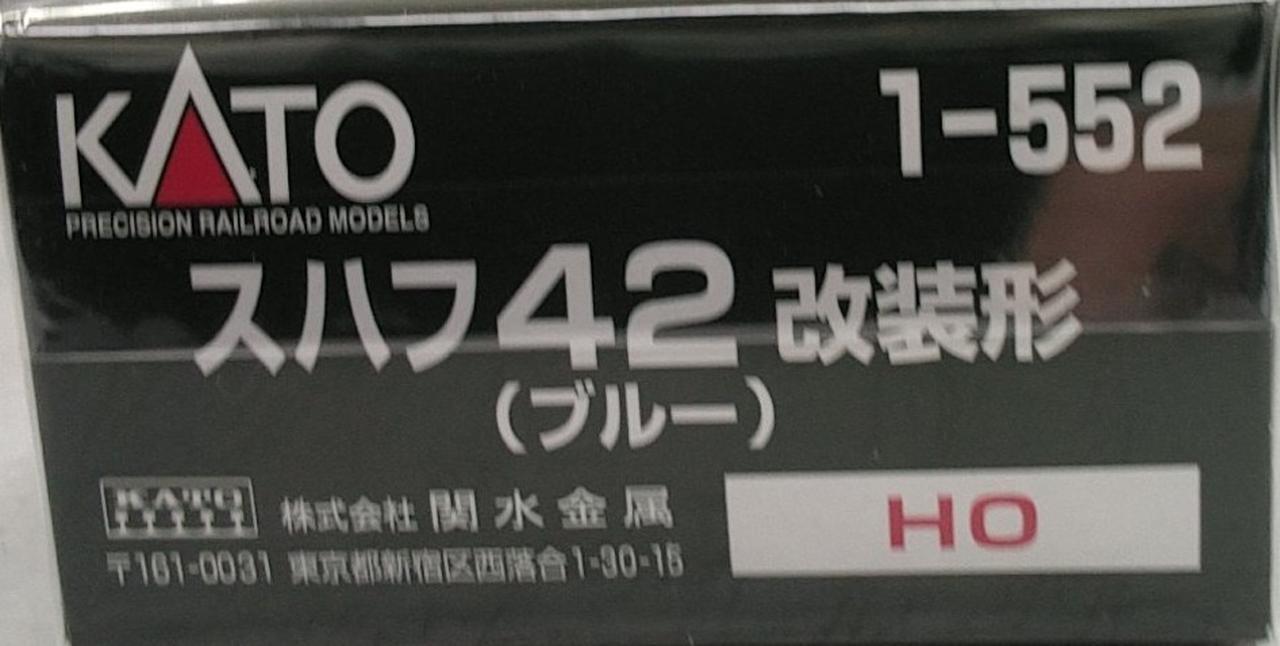 KATO
1-552
PRECISION RAILROAD MODELS
スハフ42 改装形
(ブルー)
KATO 株式会社 関水金属
HO
〒161-0031 東京都新宿区西落合1-30-15